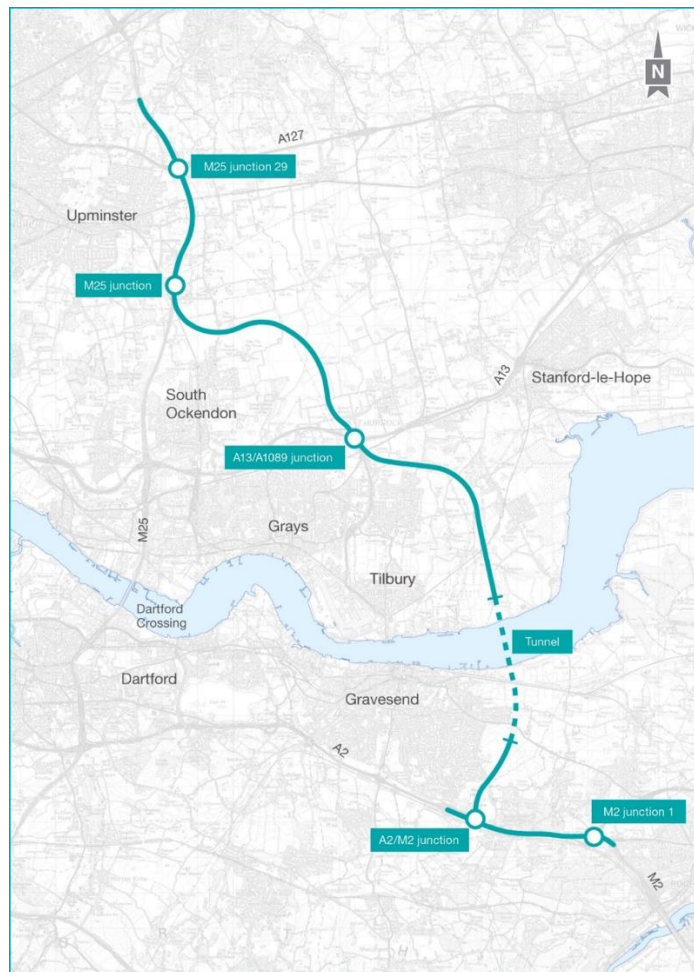 N
A127
M25 junction 29
Upminster
M25 junction
A13
Stanford-le-Hope
South
Ockendon
A13/A1089 junction
M25
Grays
Tilbury
Dartford
Crossing
Tunnel
Dartford
Gravesend
A2
M2 junction 1
A2/M2 junction
M2